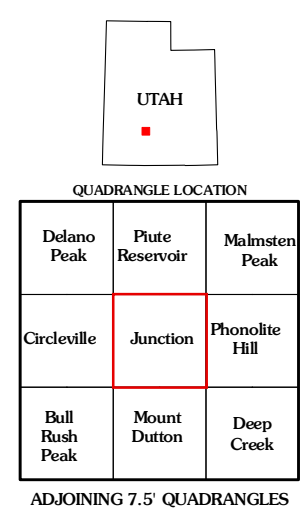 UTAH
QUADRANGLE LOCATION
Delano
Peak
Piute
Reservoir
Malmsten
Peak
Circleville
Junction
Phonolite
Hill
Bull
Rush
Peak
Mount
Dutton
Deep
Creek
ADJOINING 7.5' QUADRANGLES